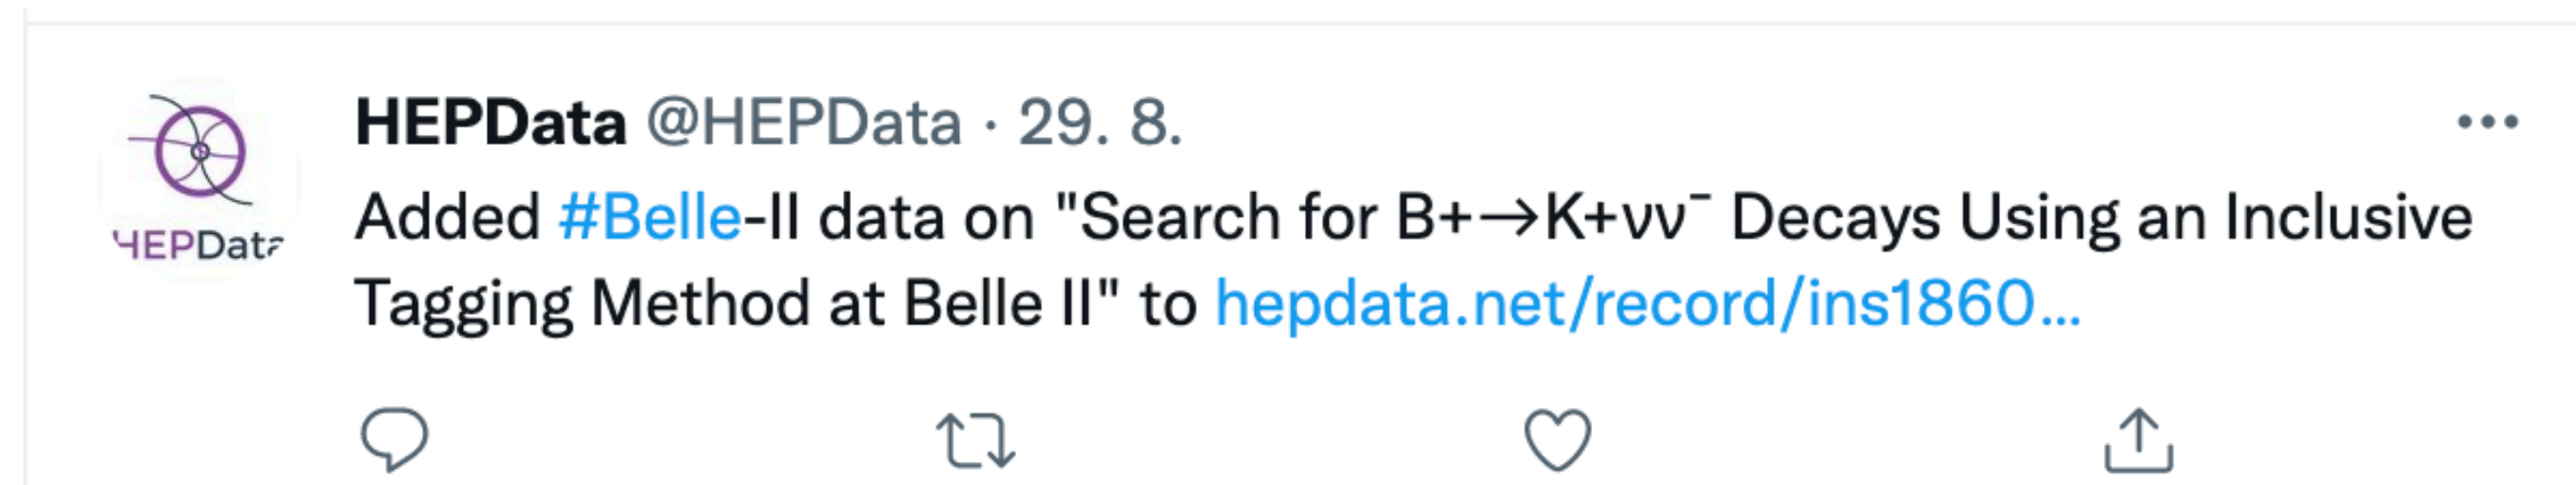 HEPData @HEPData · 29. 8.
Added #Belle-II data on "Search for B+→K+νν¯ Decays Using an Inclusive
Tagging Method at Belle II" to hepdata.net/record/ins1860...
HEPData